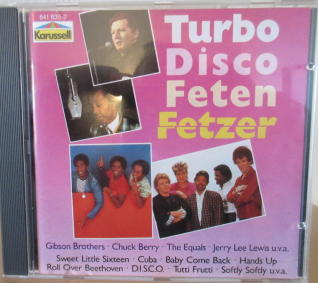 841 635-2
Karussell
Turbo
Disco
Feten
Fetzer
Gibson Brothers · Chuck Berry · The Equals · Jerry Lee Lewis u.v.a.
Sweet Little Sixteen · Cuba · Baby Come Back · Hands Up
Roll Over Beethoven · D.I.S.C.O. · Tutti Frutti · Softly Softly u.v.a.